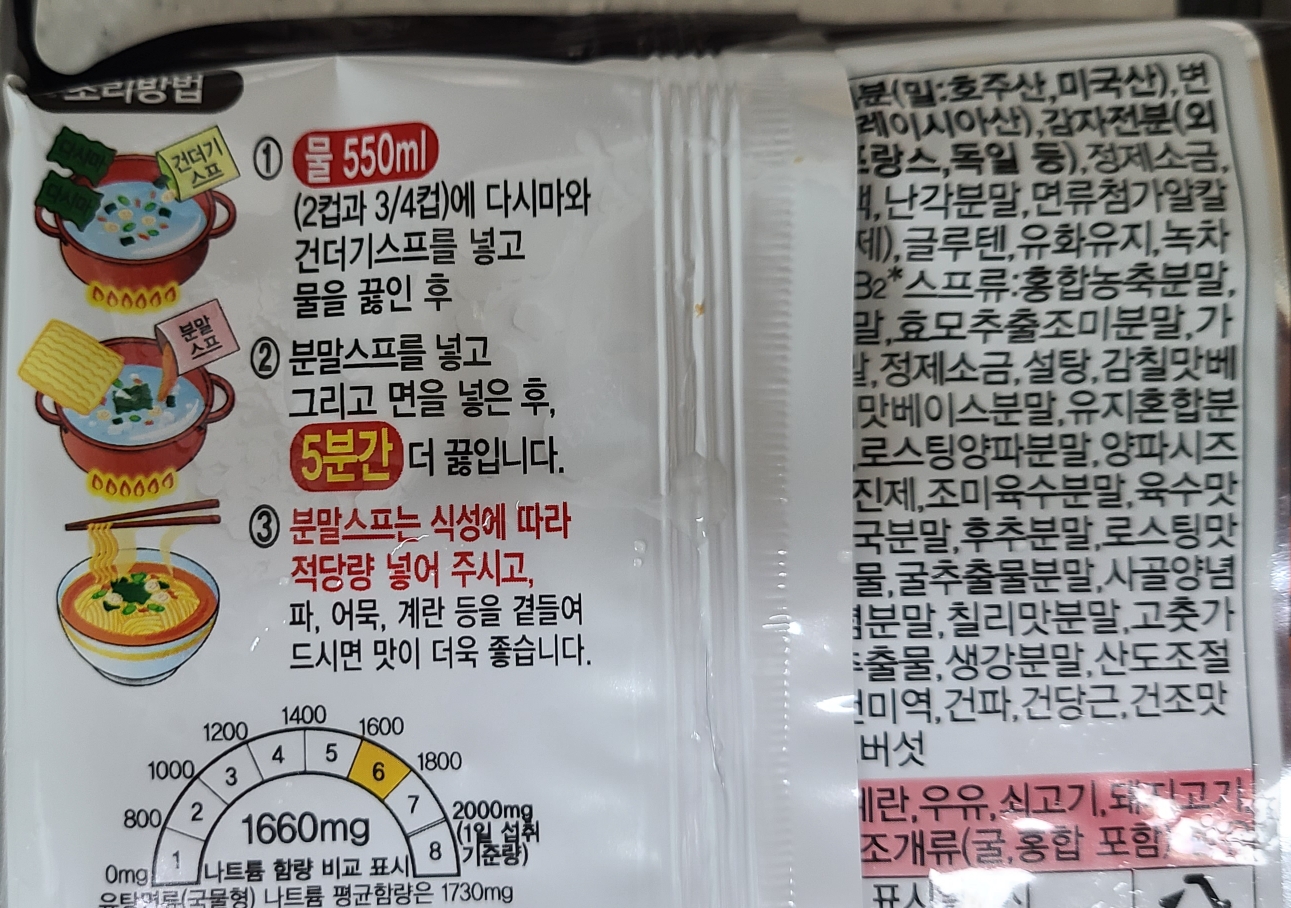 조리방법
다시마
다시마
건더기
스프
① 물 550ml
(2컵과 3/4컵)에 다시마와
건더기스프를 넣고
물을 끓인 후
분말
스프
② 분말스프를 넣고
그리고 면을 넣은 후,
5분간 더 끓입니다.
③ 분말스프는 식성에 따라
적당량 넣어 주시고,
파, 어묵, 계란 등을 곁들여
드시면 맛이 더욱 좋습니다.
0mg 800 1000 1200 1400 1600 1800 2000mg
(1일 섭취
기준량)
1 2 3 4 5 6 7 8
1660mg
나트륨 함량 비교 표시
유탕면류(국물형) 나트륨 평균함량은 1730mg
분(밀:호주산,미국산),변
레이시아산),감자전분(외
프랑스,독일 등),정제소금,
난각분말,면류첨가알칼
제),글루텐,유화유지,녹차
B₂*스프류:홍합농축분말,
말,효모추출조미분말,가
정제소금,설탕,감칠맛베
맛베이스분말,유지혼합분
,로스팅양파분말,양파시즈
진제,조미육수분말,육수맛
국분말,후추분말,로스팅맛
물,굴추출물분말,사골양념
분말,칠리맛분말,고춧가
추출물,생강분말,산도조절
건미역,건파,건당근,건조맛
버섯
계란,우유,쇠고기,돼지고기,
조개류(굴,홍합 포함)
표시